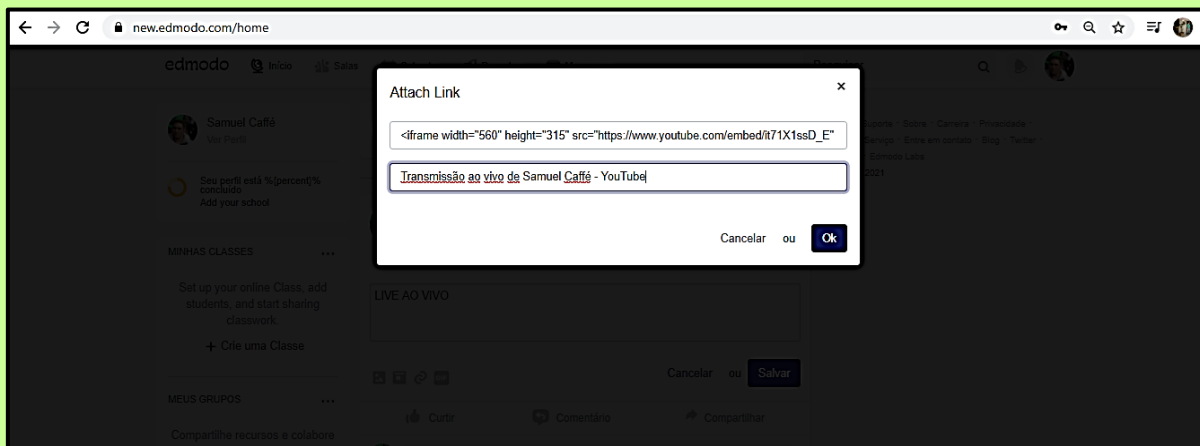 new.edmodo.com/home
edmodo
Início
Salas
Attach Link
×
<iframe width="560" height="315" src="https://www.youtube.com/embed/it71X1ssD_E"
Transmissão ao vivo de Samuel Caffé - YouTube
Cancelar ou Ok
Samuel Caffé
Ver Perfil
Seu perfil está %{percent}%
concluído
Add your school
Sobre - Carreira - Privacidade -
Entre em contato - Blog - Twitter -
Edmodo Labs
2021
MINHAS CLASSES ...
Set up your online Class, add
students, and start sharing
classwork.
+ Crie uma Classe
LIVE AO VIVO
Cancelar ou Salvar
Curtir
Comentário
Compartilhar
MEUS GRUPOS ...
Compartilhe recursos e colabore